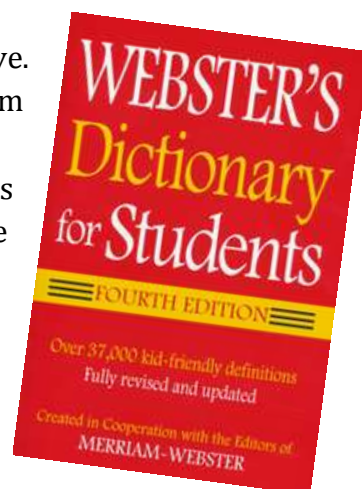 ve.
m
s
e
WEBSTER'S
Dictionary
for Students
FOURTH EDITION
Over 37,000 kid-friendly definitions
Fully revised and updated
Created in Cooperation with the Editors of
MERRIAM-WEBSTER